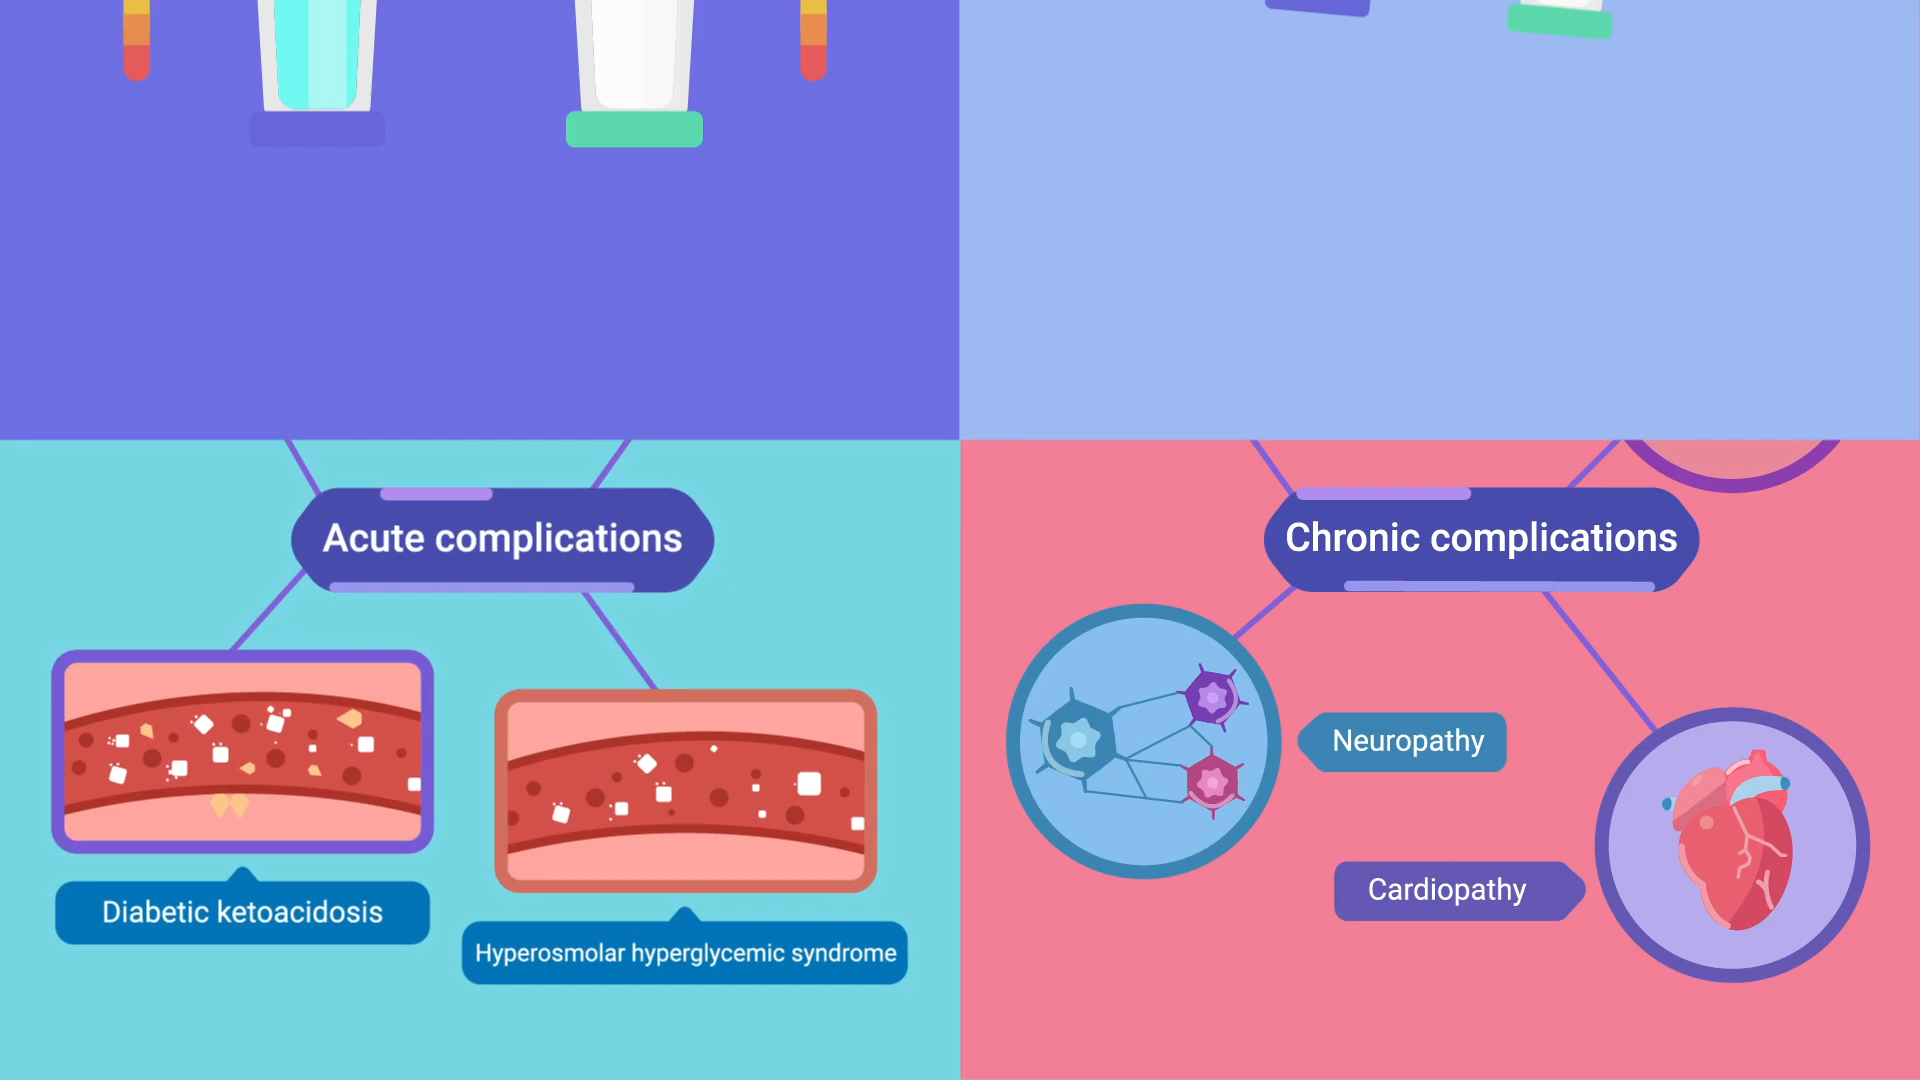 Acute complications
Diabetic ketoacidosis
Hyperosmolar hyperglycemic syndrome
Chronic complications
Neuropathy
Cardiopathy